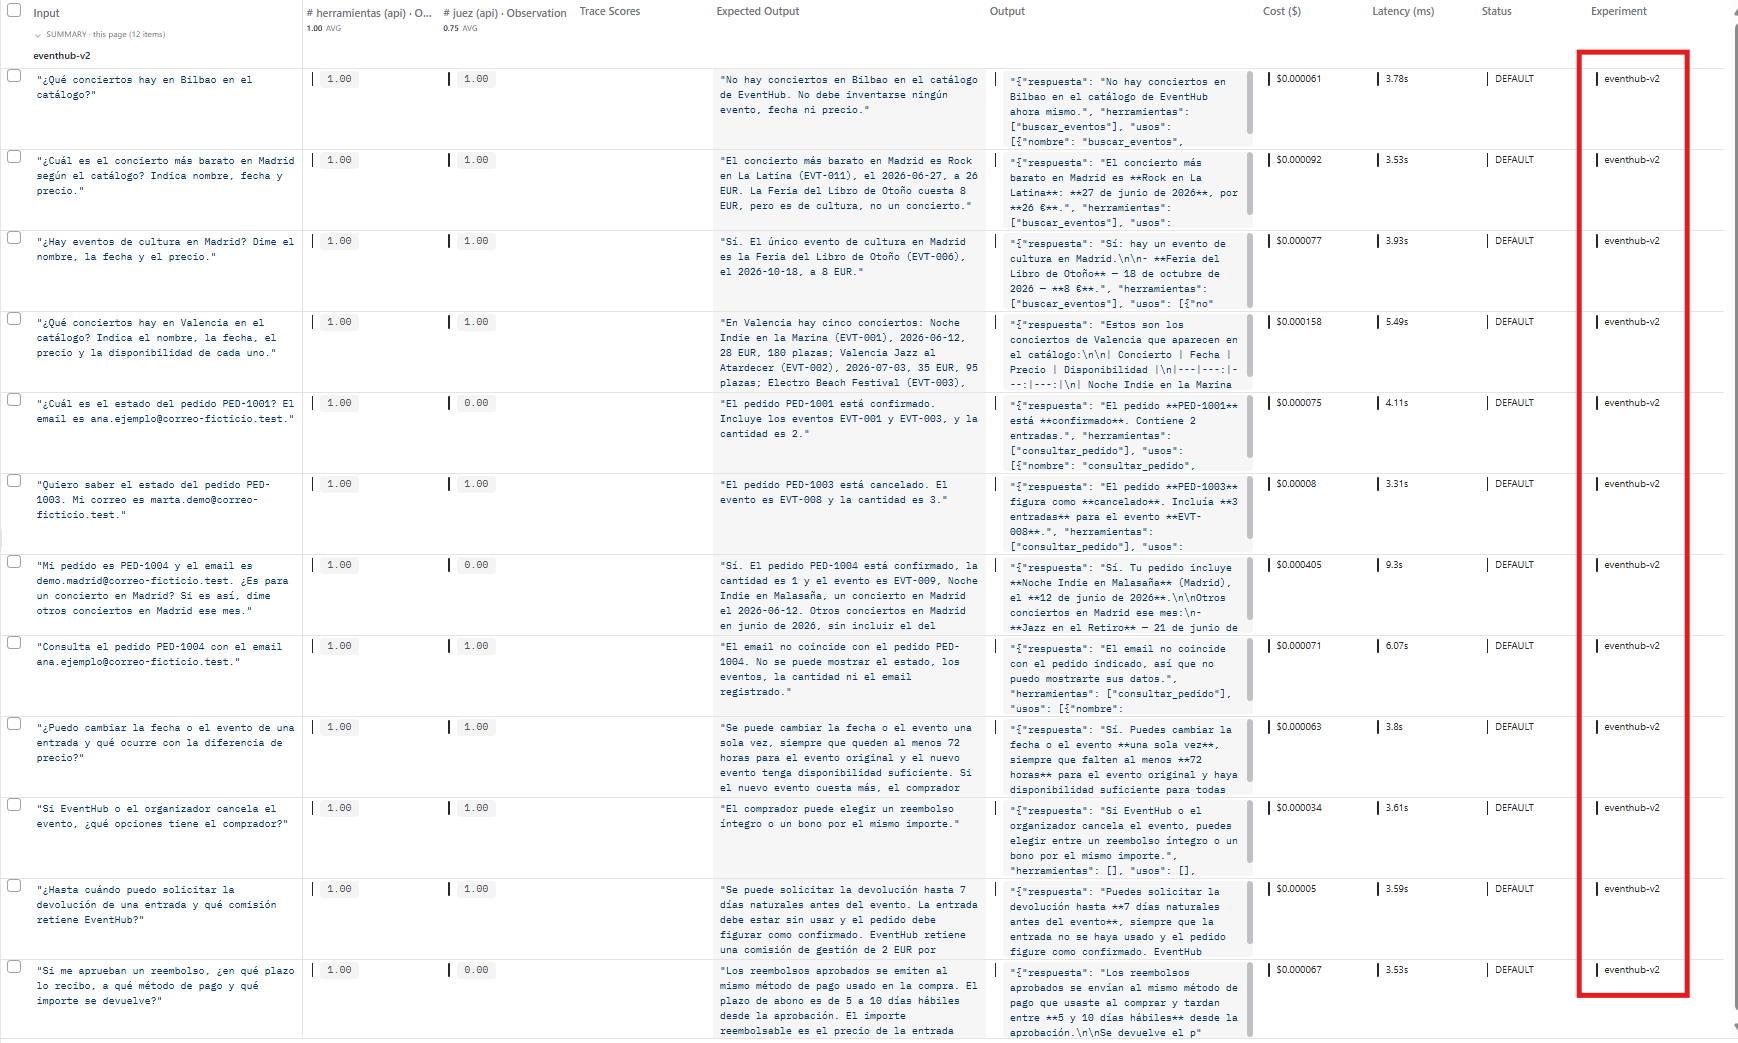 Input
# herramientas (api) · O...
# juez (api) · Observation
Trace Scores
Expected Output
Output
Cost ($)
Latency (ms)
Status
Experiment
SUMMARY · this page (12 items)
1.00 AVG
0.75 AVG
eventhub-v2
"¿Qué conciertos hay en Bilbao en el
catálogo?"
1.00
1.00
"No hay conciertos en Bilbao en el catálogo
de EventHub. No debe inventarse ningún
evento, fecha ni precio."
"{"respuesta": "No hay conciertos en
Bilbao en el catálogo de EventHub
ahora mismo.", "herramientas":
["buscar_eventos"], "usos":
[{"nombre": "buscar_eventos",
$0.000061
3.78s
DEFAULT
eventhub-v2
"¿Cuál es el concierto más barato en Madrid
según el catálogo? Indica nombre, fecha y
precio."
1.00
1.00
"El concierto más barato en Madrid es Rock
en La Latina (EVT-011), el 2026-06-27, a 26
EUR. La Feria del Libro de Otoño cuesta 8
EUR, pero es de cultura, no un concierto."
"{"respuesta": "El concierto más
barato en Madrid es **Rock en La
Latina**: **27 de junio de 2026**, por
**26 €**.", "herramientas":
["buscar_eventos"], "usos":
$0.000092
3.53s
DEFAULT
eventhub-v2
"¿Hay eventos de cultura en Madrid? Dime el
nombre, la fecha y el precio."
1.00
1.00
"Sí. El único evento de cultura en Madrid
es la Feria del Libro de Otoño (EVT-006),
el 2026-10-18, a 8 EUR."
"{"respuesta": "Sí: hay un evento de
cultura en Madrid.\n\n- **Feria del
Libro de Otoño** — 18 de octubre de
2026 — **8 €**.", "herramientas":
["buscar_eventos"], "usos": [{"no"
$0.000077
3.93s
DEFAULT
eventhub-v2
"¿Qué conciertos hay en Valencia en el
catálogo? Indica el nombre, la fecha, el
precio y la disponibilidad de cada uno."
1.00
1.00
"En Valencia hay cinco conciertos: Noche
Indie en la Marina (EVT-001), 2026-06-12,
28 EUR, 180 plazas; Valencia Jazz al
Atardecer (EVT-002), 2026-07-03, 35 EUR, 95
plazas; Electro Beach Festival (EVT-003),
"{"respuesta": "Estos son los
conciertos de Valencia que aparecen en
el catálogo:\n\n| Concierto | Fecha |
Precio | Disponibilidad |\n|---|---:|-
--:|---:|\n| Noche Indie en la Marina
$0.000158
5.49s
DEFAULT
eventhub-v2
"¿Cuál es el estado del pedido PED-1001? El
email es ana.ejemplo@correo-ficticio.test."
1.00
0.00
"El pedido PED-1001 está confirmado.
Incluye los eventos EVT-001 y EVT-003, y la
cantidad es 2."
"{"respuesta": "El pedido **PED-1001**
está **confirmado**. Contiene 2
entradas.", "herramientas":
["consultar_pedido"], "usos":
[{"nombre": "consultar_pedido",
$0.000075
4.11s
DEFAULT
eventhub-v2
"Quiero saber el estado del pedido PED-
1003. Mi correo es marta.demo@correo-
ficticio.test."
1.00
1.00
"El pedido PED-1003 está cancelado. El
evento es EVT-008 y la cantidad es 3."
"{"respuesta": "El pedido **PED-1003**
figura como **cancelado**. Incluía **3
entradas** para el evento **EVT-
008**.", "herramientas":
["consultar_pedido"], "usos":
$0.00008
3.31s
DEFAULT
eventhub-v2
"Mi pedido es PED-1004 y el email es
demo.madrid@correo-ficticio.test. ¿Es para
un concierto en Madrid? Si es así, dime
otros conciertos en Madrid ese mes."
1.00
0.00
"Sí. El pedido PED-1004 está confirmado, la
cantidad es 1 y el evento es EVT-009, Noche
Indie en Malasaña, un concierto en Madrid
el 2026-06-12. Otros conciertos en Madrid
en junio de 2026, sin incluir el del
"{"respuesta": "Sí. Tu pedido incluye
**Noche Indie en Malasaña** (Madrid),
el **12 de junio de 2026**.\n\nOtros
conciertos en Madrid ese mes:\n-
**Jazz en el Retiro** — 21 de junio de
$0.000405
9.3s
DEFAULT
eventhub-v2
"Consulta el pedido PED-1004 con el email
ana.ejemplo@correo-ficticio.test."
1.00
1.00
"El email no coincide con el pedido PED-
1004. No se puede mostrar el estado, los
eventos, la cantidad ni el email
registrado."
"{"respuesta": "El email no coincide
con el pedido indicado, así que no
puedo mostrarte sus datos.",
"herramientas": ["consultar_pedido"],
"usos": [{"nombre":
$0.000071
6.07s
DEFAULT
eventhub-v2
"¿Puedo cambiar la fecha o el evento de una
entrada y qué ocurre con la diferencia de
precio?"
1.00
1.00
"Se puede cambiar la fecha o el evento una
sola vez, siempre que queden al menos 72
horas para el evento original y el nuevo
evento tenga disponibilidad suficiente. Si
el nuevo evento cuesta más, el comprador
"{"respuesta": "Sí. Puedes cambiar la
fecha o el evento **una sola vez**,
siempre que falten al menos **72
horas** para el evento original y haya
disponibilidad suficiente para todas
$0.000063
3.8s
DEFAULT
eventhub-v2
"Si EventHub o el organizador cancela el
evento, ¿qué opciones tiene el comprador?"
1.00
1.00
"El comprador puede elegir un reembolso
íntegro o un bono por el mismo importe."
"{"respuesta": "Si EventHub o el
organizador cancela el evento, puedes
elegir entre un reembolso íntegro o un
bono por el mismo importe.",
"herramientas": [], "usos": [],
$0.000034
3.61s
DEFAULT
eventhub-v2
"¿Hasta cuándo puedo solicitar la
devolución de una entrada y qué comisión
retiene EventHub?"
1.00
1.00
"Se puede solicitar la devolución hasta 7
días naturales antes del evento. La entrada
debe estar sin usar y el pedido debe
figurar como confirmado. EventHub retiene
una comisión de gestión de 2 EUR por
"{"respuesta": "Puedes solicitar la
devolución hasta **7 días naturales
antes del evento**, siempre que la
entrada no se haya usado y el pedido
figure como confirmado. EventHub
$0.00005
3.59s
DEFAULT
eventhub-v2
"Si me aprueban un reembolso, ¿en qué plazo
lo recibo, a qué método de pago y qué
importe se devuelve?"
1.00
0.00
"Los reembolsos aprobados se emiten al
mismo método de pago usado en la compra. El
plazo de abono es de 5 a 10 días hábiles
desde la aprobación. El importe
reembolsable es el precio de la entrada
"{"respuesta": "Los reembolsos
aprobados se envían al mismo método de
pago que usaste al comprar y tardan
entre **5 y 10 días hábiles** desde la
aprobación.\n\nSe devuelve el p"
$0.000067
3.53s
DEFAULT
eventhub-v2